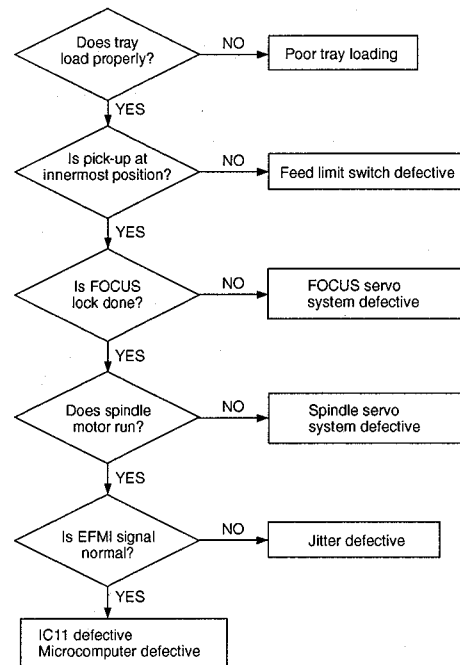 Does tray
load properly?
NO
Poor tray loading
YES
Is pick-up at
innermost position?
NO
Feed limit switch defective
YES
Is FOCUS
lock done?
NO
FOCUS servo
system defective
YES
Does spindle
motor run?
NO
Spindle servo
system defective
YES
Is EFMI signal
normal?
NO
Jitter defective
YES
IC11 defective
Microcomputer defective